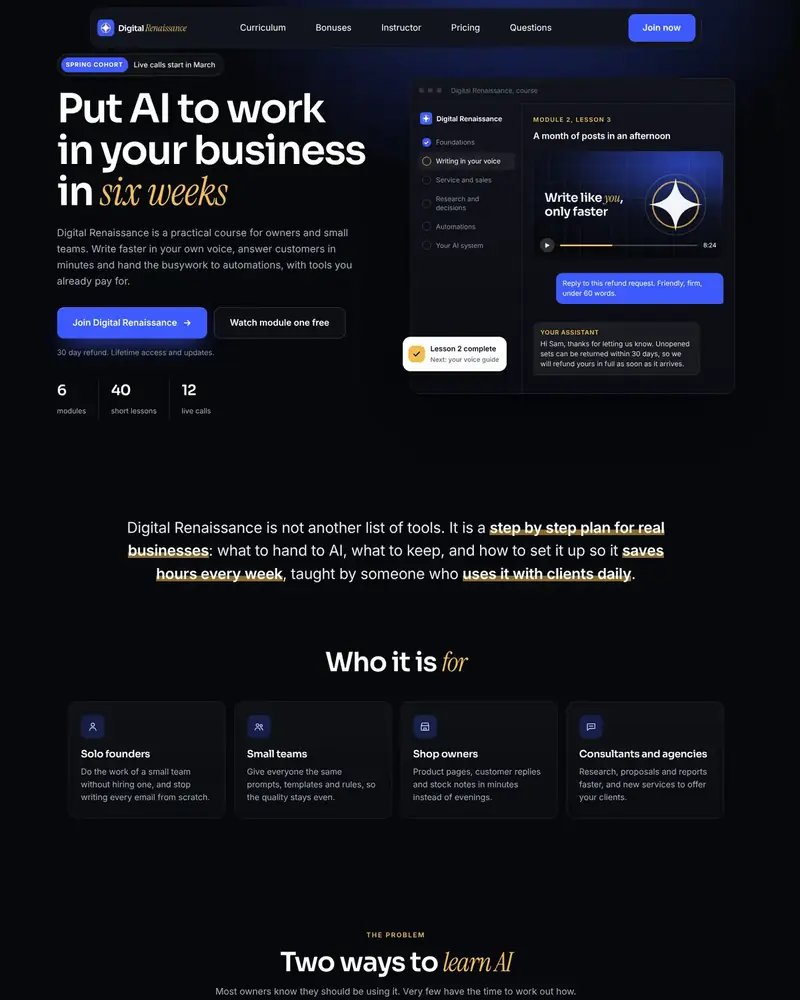 Digital Renaissance
Curriculum
Bonuses
Instructor
Pricing
Questions
Join now
SPRING COHORT
Live calls start in March
Put AI to work
in your business
in six weeks
Digital Renaissance is a practical course for owners and small
teams. Write faster in your own voice, answer customers in
minutes and hand the busywork to automations, with tools you
already pay for.
Join Digital Renaissance →
Watch module one free
30 day refund. Lifetime access and updates.
6
modules
40
short lessons
12
live calls
Digital Renaissance, course
Digital Renaissance
Foundations
Writing in your voice
Service and sales
Research and
decisions
Automations
Your AI system
MODULE 2, LESSON 3
A month of posts in an afternoon
Write like you,
only faster
8:24
Reply to this refund request. Friendly, firm,
under 60 words.
YOUR ASSISTANT
Hi Sam, thanks for letting us know. Unopened
sets can be returned within 30 days, so we
will refund yours in full as soon as it arrives.
Lesson 2 complete
Next: your voice guide
Digital Renaissance is not another list of tools. It is a step by step plan for real
businesses: what to hand to AI, what to keep, and how to set it up so it saves
hours every week, taught by someone who uses it with clients daily.
Who it is for
Solo founders
Do the work of a small team
without hiring one, and stop
writing every email from scratch.
Small teams
Give everyone the same
prompts, templates and rules, so
the quality stays even.
Shop owners
Product pages, customer replies
and stock notes in minutes
instead of evenings.
Consultants and agencies
Research, proposals and reports
faster, and new services to offer
your clients.
THE PROBLEM
Two ways to learn AI
Most owners know they should be using it. Very few have the time to work out how.